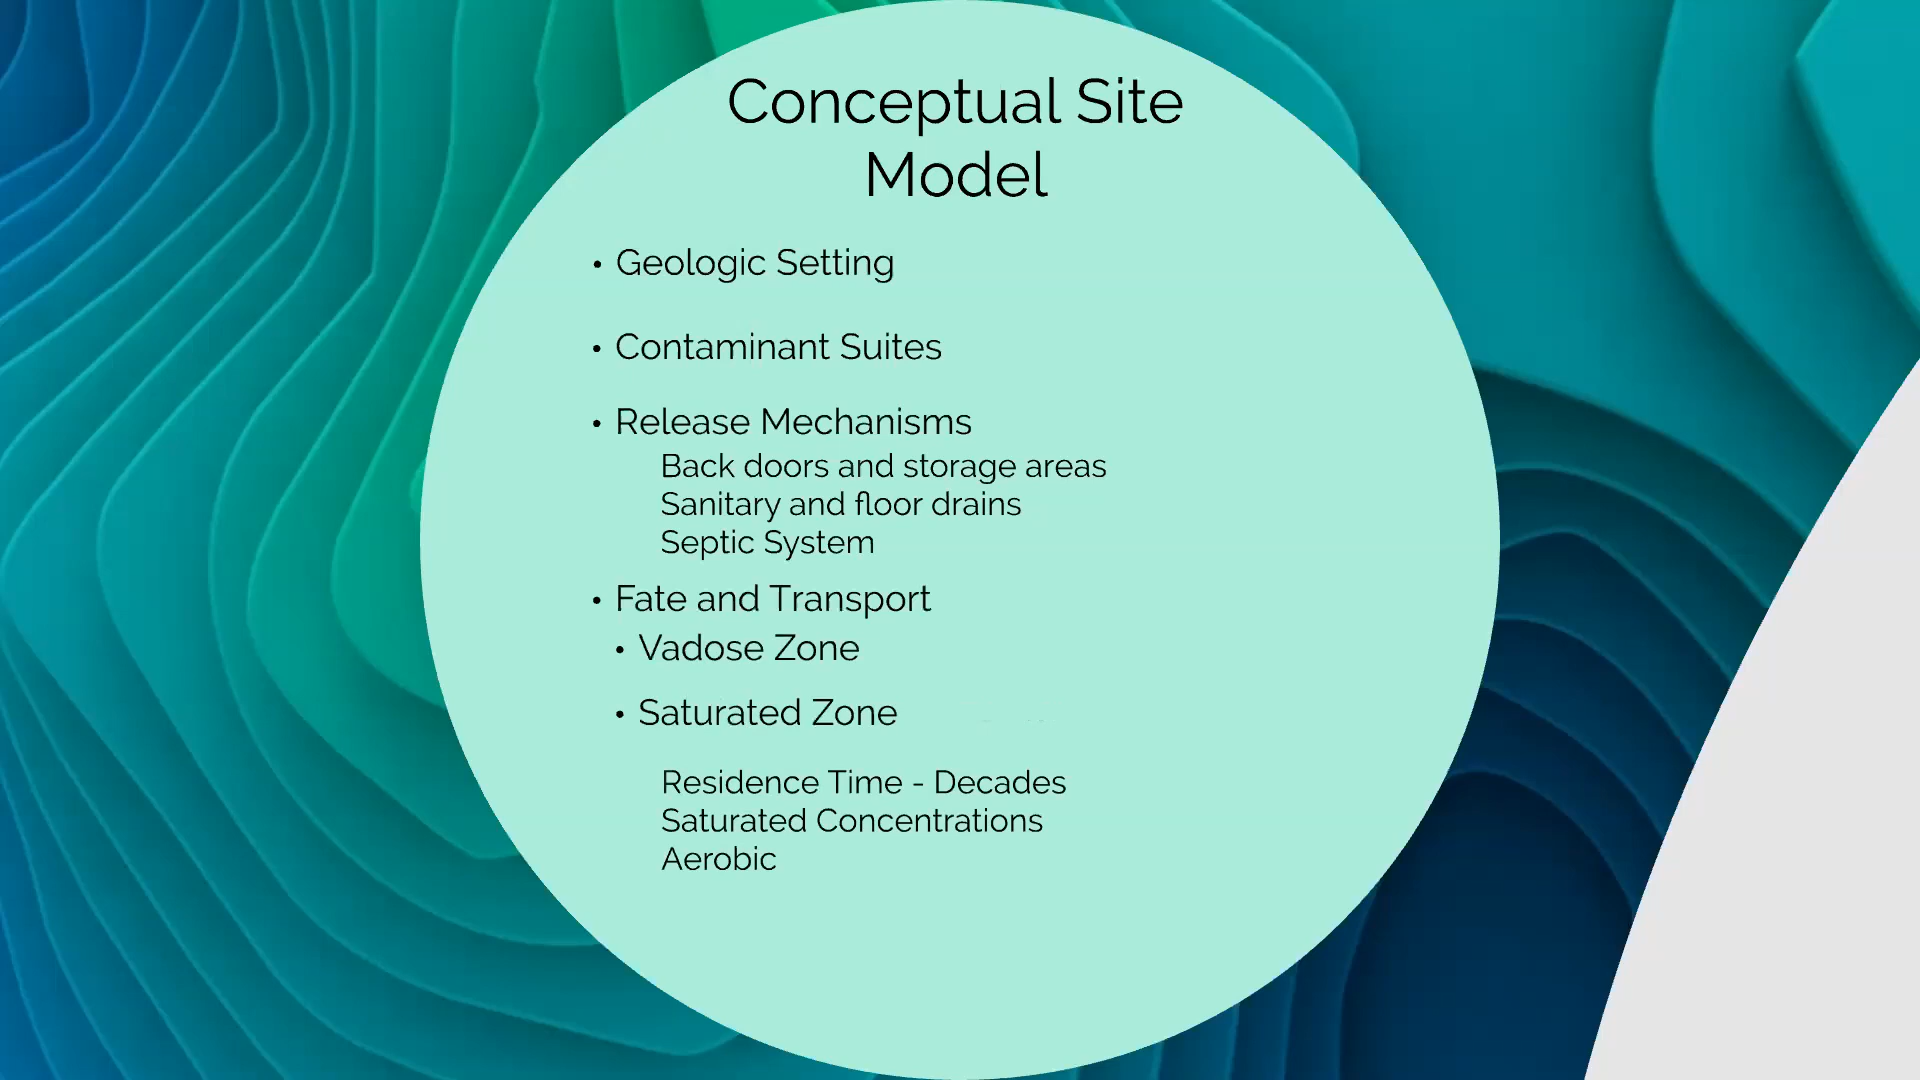 Conceptual Site
Model
• Geologic Setting
• Contaminant Suites
• Release Mechanisms
Back doors and storage areas
Sanitary and floor drains
Septic System
• Fate and Transport
• Vadose Zone
• Saturated Zone
Residence Time - Decades
Saturated Concentrations
Aerobic